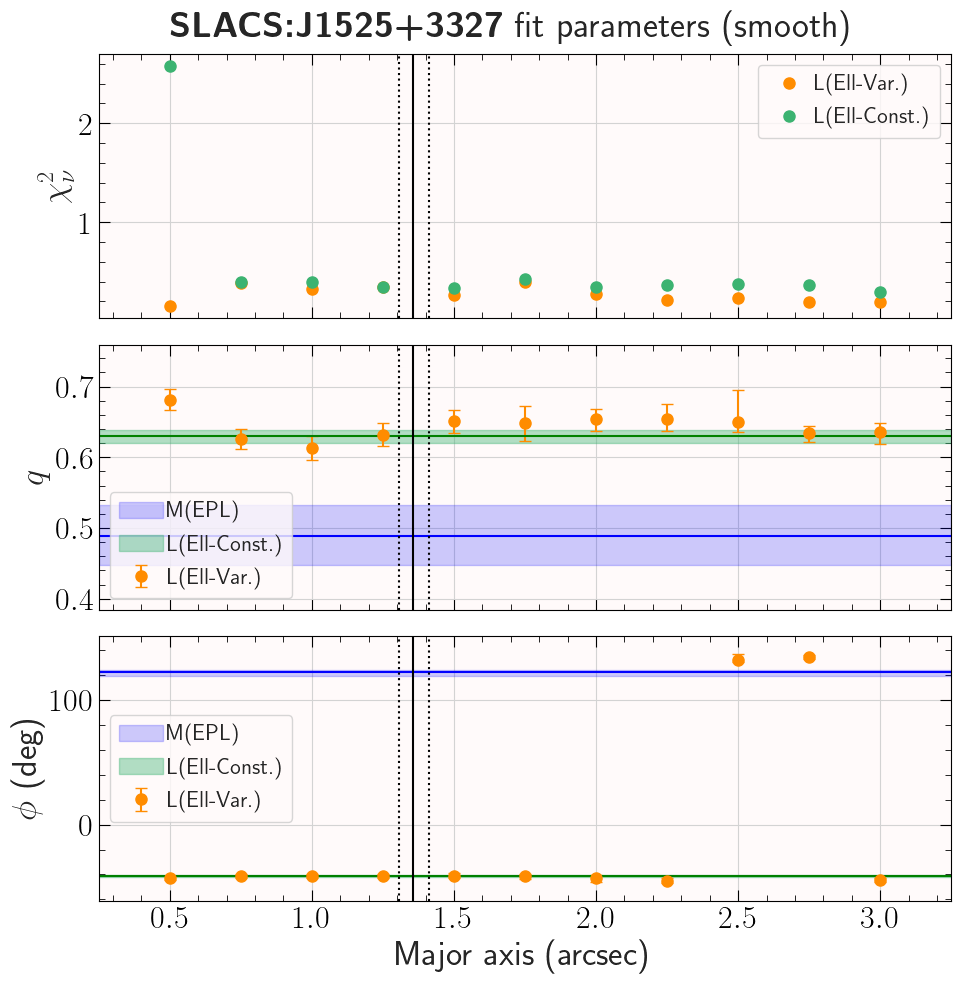 SLACS:J1525+3327 fit parameters (smooth)
χ²ᵥ
2
1
L(Ell-Var.)
L(Ell-Const.)
q
0.7
0.6
0.5
0.4
M(EPL)
L(Ell-Const.)
L(Ell-Var.)
ϕ (deg)
100
0
M(EPL)
L(Ell-Const.)
L(Ell-Var.)
0.5 1.0 1.5 2.0 2.5 3.0
Major axis (arcsec)